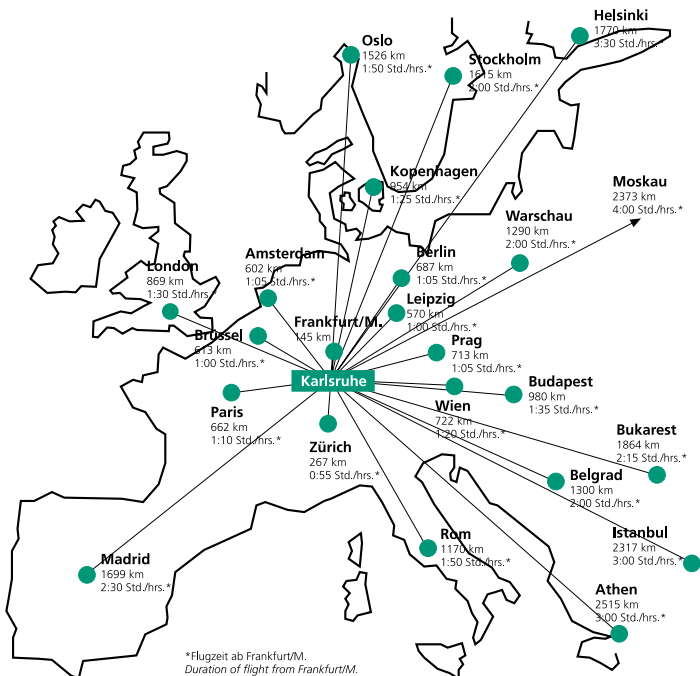 Helsinki
1770 km
3:30 Std./hrs.*
Oslo
1526 km
1:50 Std./hrs.*
Stockholm
1615 km
2:00 Std./hrs.*
Kopenhagen
954 km
1:25 Std./hrs.*
Moskau
2373 km
4:00 Std./hrs.*
Warschau
1290 km
2:00 Std./hrs.*
Amsterdam
602 km
1:05 Std./hrs.*
Berlin
687 km
1:05 Std./hrs.*
London
869 km
1:30 Std./hrs.*
Leipzig
570 km
1:00 Std./hrs.*
Frankfurt/M.
145 km
Brüssel
613 km
1:00 Std./hrs.*
Prag
713 km
1:05 Std./hrs.*
Karlsruhe
Budapest
980 km
1:35 Std./hrs.*
Wien
722 km
1:20 Std./hrs.*
Paris
662 km
1:10 Std./hrs.*
Zürich
267 km
0:55 Std./hrs.*
Bukarest
1864 km
2:15 Std./hrs.*
Belgrad
1300 km
2:00 Std./hrs.*
Rom
1170 km
1:50 Std./hrs.*
Istanbul
2317 km
3:00 Std./hrs.*
Madrid
1699 km
2:30 Std./hrs.*
Athen
2515 km
3:00 Std./hrs.*
*Flugzeit ab Frankfurt/M.
Duration of flight from Frankfurt/M.